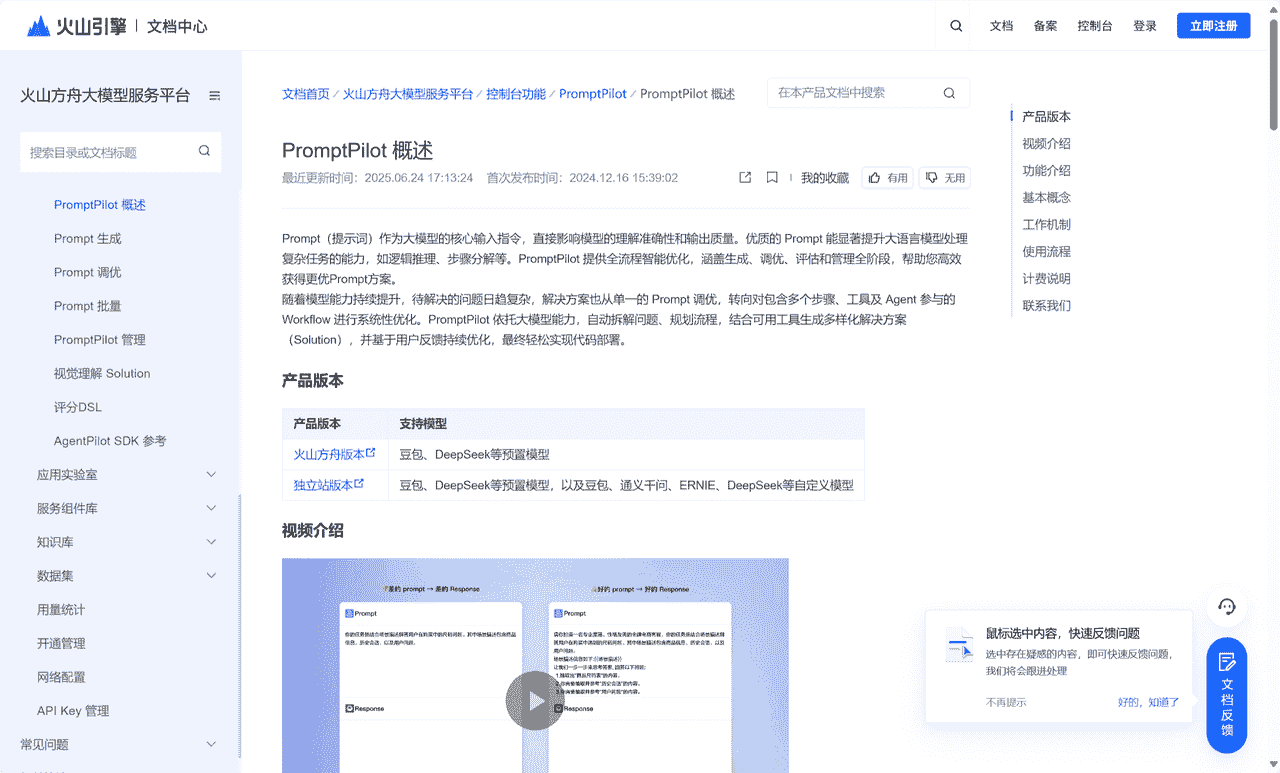 火山引擎 | 文档中心
文档
备案
控制台
登录
立即注册
火山方舟大模型服务平台
搜索目录或文档标题
PromptPilot 概述
Prompt 生成
Prompt 调优
Prompt 批量
PromptPilot 管理
视觉理解 Solution
评分DSL
AgentPilot SDK 参考
应用实验室
服务组件库
知识库
数据集
用量统计
开通管理
网络配置
API Key 管理
常见问题
文档首页 / 火山方舟大模型服务平台 / 控制台功能 / PromptPilot / PromptPilot 概述
在本产品文档中搜索
PromptPilot 概述
最近更新时间：2025.06.24 17:13:24 首次发布时间：2024.12.16 15:39:02
我的收藏
有用
无用
Prompt（提示词）作为大模型的核心输入指令，直接影响模型的理解准确性和输出质量。优质的 Prompt 能显著提升大语言模型处理
复杂任务的能力，如逻辑推理、步骤分解等。PromptPilot 提供全流程智能优化，涵盖生成、调优、评估和管理全阶段，帮助您高效
获得更优Prompt方案。
随着模型能力持续提升，待解决的问题日趋复杂，解决方案也从单一的 Prompt 调优，转向对包含多个步骤、工具及 Agent 参与的
Workflow 进行系统性优化。PromptPilot 依托大模型能力，自动拆解问题、规划流程，结合可用工具生成多样化解决方案
（Solution），并基于用户反馈持续优化，最终轻松实现代码部署。
产品版本
产品版本 支持模型
火山方舟版本 豆包、DeepSeek等预置模型
独立站版本 豆包、DeepSeek等预置模型，以及豆包、通义千问、ERNIE、DeepSeek等自定义模型
视频介绍
差的 prompt → 差的 Response
好的 prompt → 好的 Response
Prompt
Prompt
Response
Response
产品版本
视频介绍
功能介绍
基本概念
工作机制
使用流程
计费说明
联系我们
鼠标选中内容，快速反馈问题
选中存在疑惑的内容，即可快速反馈问题，
我们将会跟进处理
不再提示
好的，知道了
文档反馈